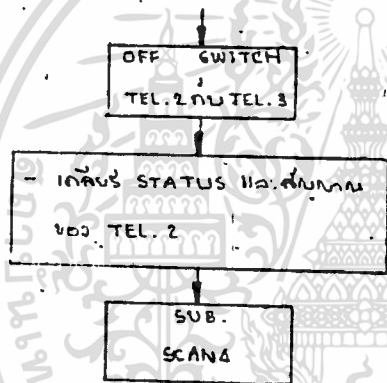 OFF SWITCH
TEL.2 กับ TEL.3
- เคลียร์ STATUS และสัญญาณ
ของ TEL. 2
SUB.
SCAN4